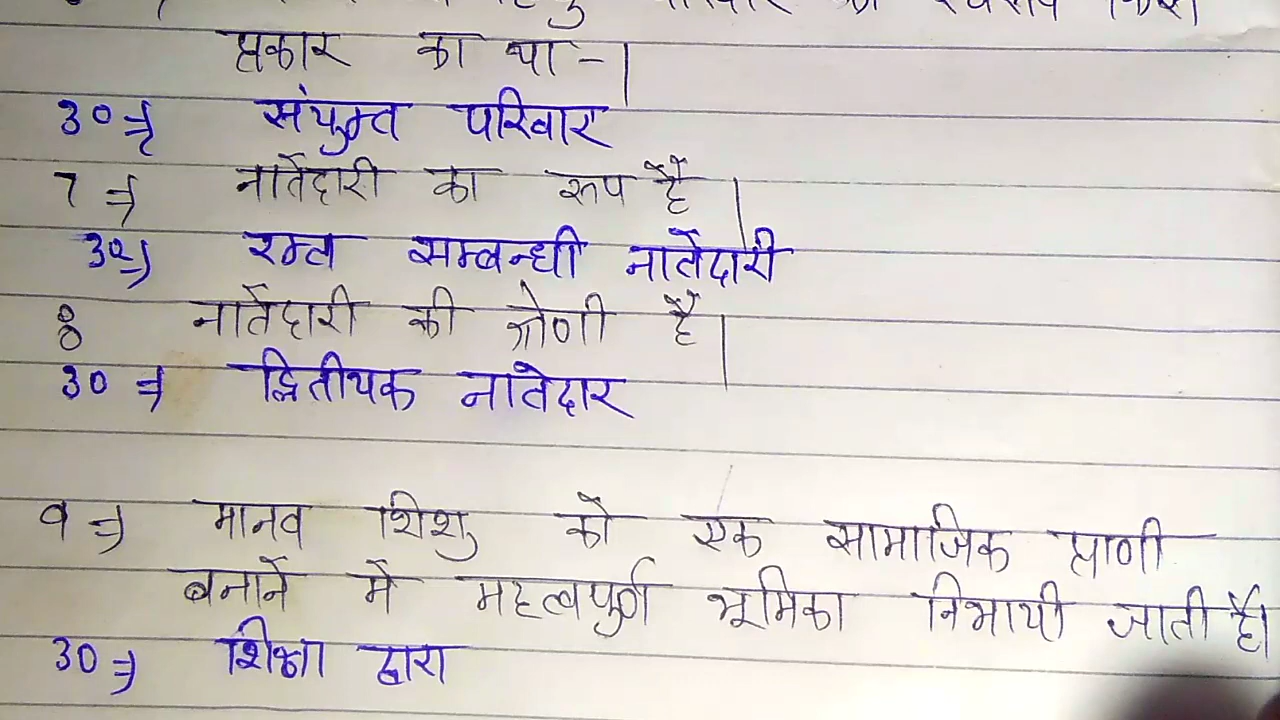 प्रकार का था -।
उ०⇒ संयुक्त परिवार
7⇒ नातेदारी का रूप है।
उ०⇒ रक्त सम्बन्धी नातेदारी
8 नातेदारी की श्रेणी है।
उ०⇒ द्वितीयक नातेदार
9⇒ मानव शिशु को एक सामाजिक प्राणी
बनाने मे महत्वपूर्ण भूमिका निभायी जाती है।
उ०⇒ शिक्षा द्वारा